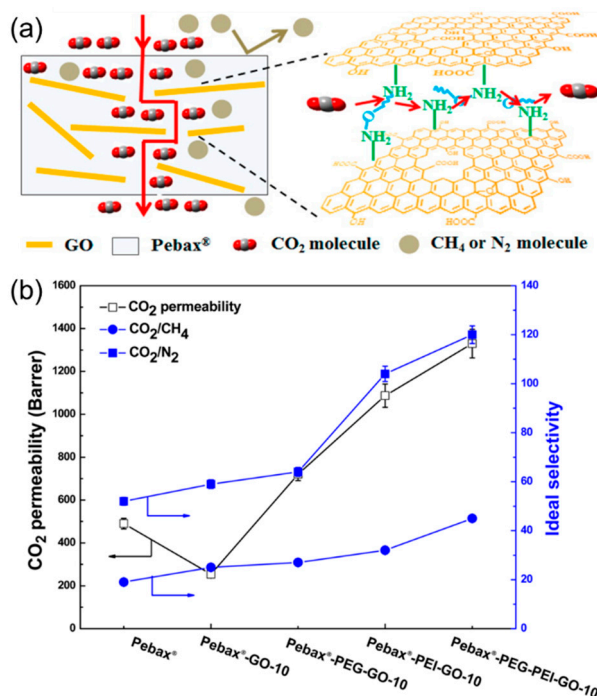 (a)
OH
HOOC
COOH
OH
NH2
NH2
NH2
NH2
NH2
HOOC
COOH
COOH
OH
OH
HOOC
GO
Pebax®
CO2 molecule
CH4 or N2 molecule
(b)
CO2 permeability
CO2/CH4
CO2/N2
1600
1400
1200
1000
800
600
400
200
0
CO2 permeability (Barrer)
120
100
80
60
40
20
0
Ideal selectivity
Pebax®
Pebax®-GO-10
Pebax®-PEG-GO-10
Pebax®-PEI-GO-10
Pebax®-PEG-PEI-GO-10